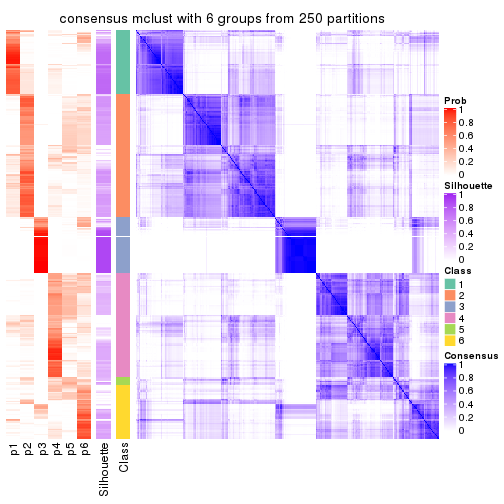 consensus mclust with 6 groups from 250 partitions
Prob
1
0.8
0.6
0.4
0.2
0
Silhouette
1
0.8
0.6
0.4
0.2
0
Class
1
2
3
4
5
6
Consensus
1
0.8
0.6
0.4
0.2
0
p1
p2
p3
p4
p5
p6
Silhouette
Class